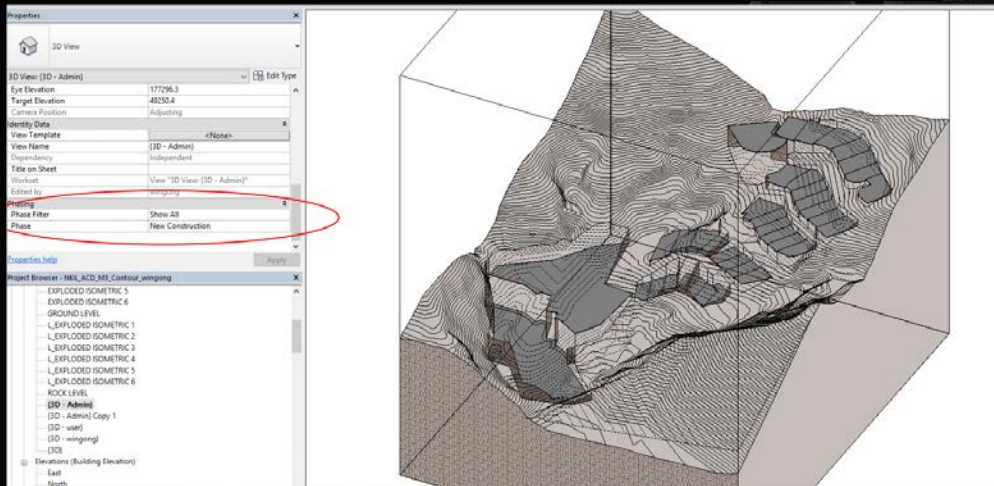 Properties
3D View
3D View: {3D - Admin}
Edit Type
Eye Elevation 177296.3
Target Elevation 49250.4
Camera Position Adjusting
Identity Data
View Template <None>
View Name {3D - Admin}
Dependency Independent
Title on Sheet
Workset View "3D View: {3D - Admin}"
Edited by wingong
Phasing
Phase Filter Show All
Phase New Construction
Properties help
Apply
Project Browser - NKIL_ACD_M3_Contour_wingong
EXPLODED ISOMETRIC 5
EXPLODED ISOMETRIC 6
GROUND LEVEL
L_EXPLODED ISOMETRIC 1
L_EXPLODED ISOMETRIC 2
L_EXPLODED ISOMETRIC 3
L_EXPLODED ISOMETRIC 4
L_EXPLODED ISOMETRIC 5
L_EXPLODED ISOMETRIC 6
ROCK LEVEL
{3D - Admin}
{3D - Admin} Copy 1
{3D - user}
{3D - wingong}
{3D}
Elevations (Building Elevation)
East
North